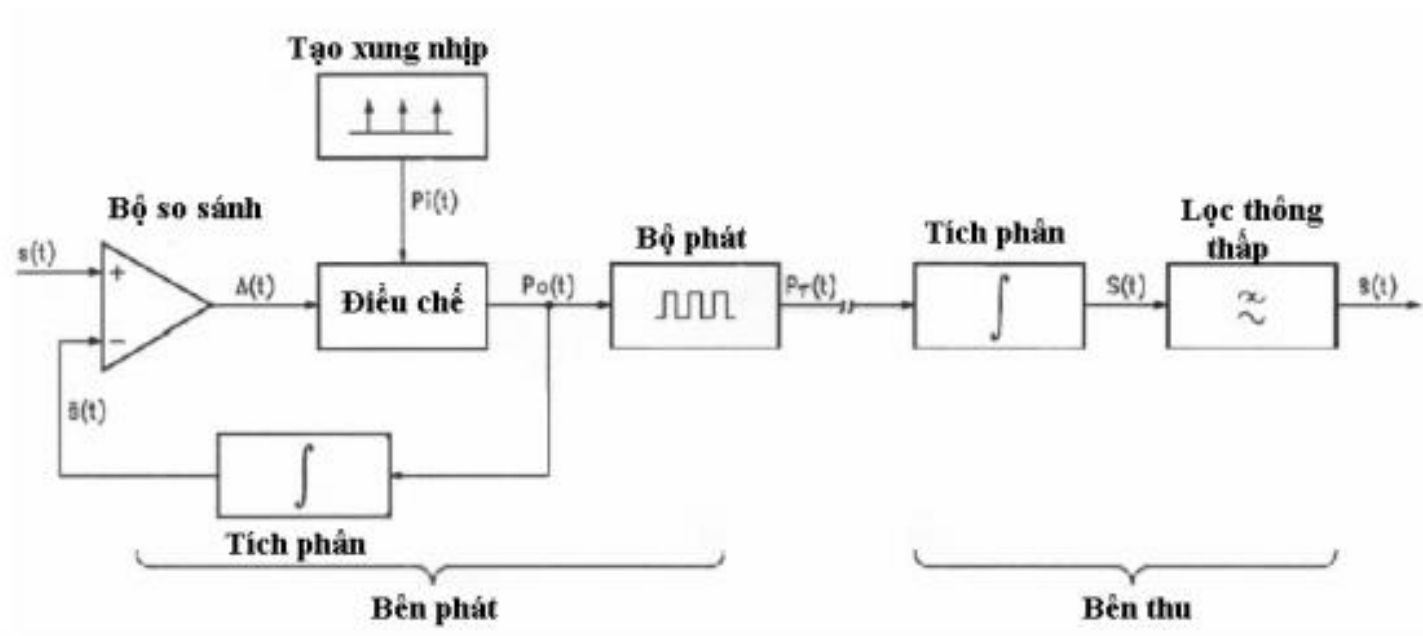 Tạo xung nhịp
Pi(t)
Bộ so sánh
s(t)
+
−
Δ(t)
Điều chế
Po(t)
Bộ phát
Pτ(t)
Tích phân
S(t)
Lọc thông
thấp
ŝ(t)
s̃(t)
Tích phân
Bên phát
Bên thu